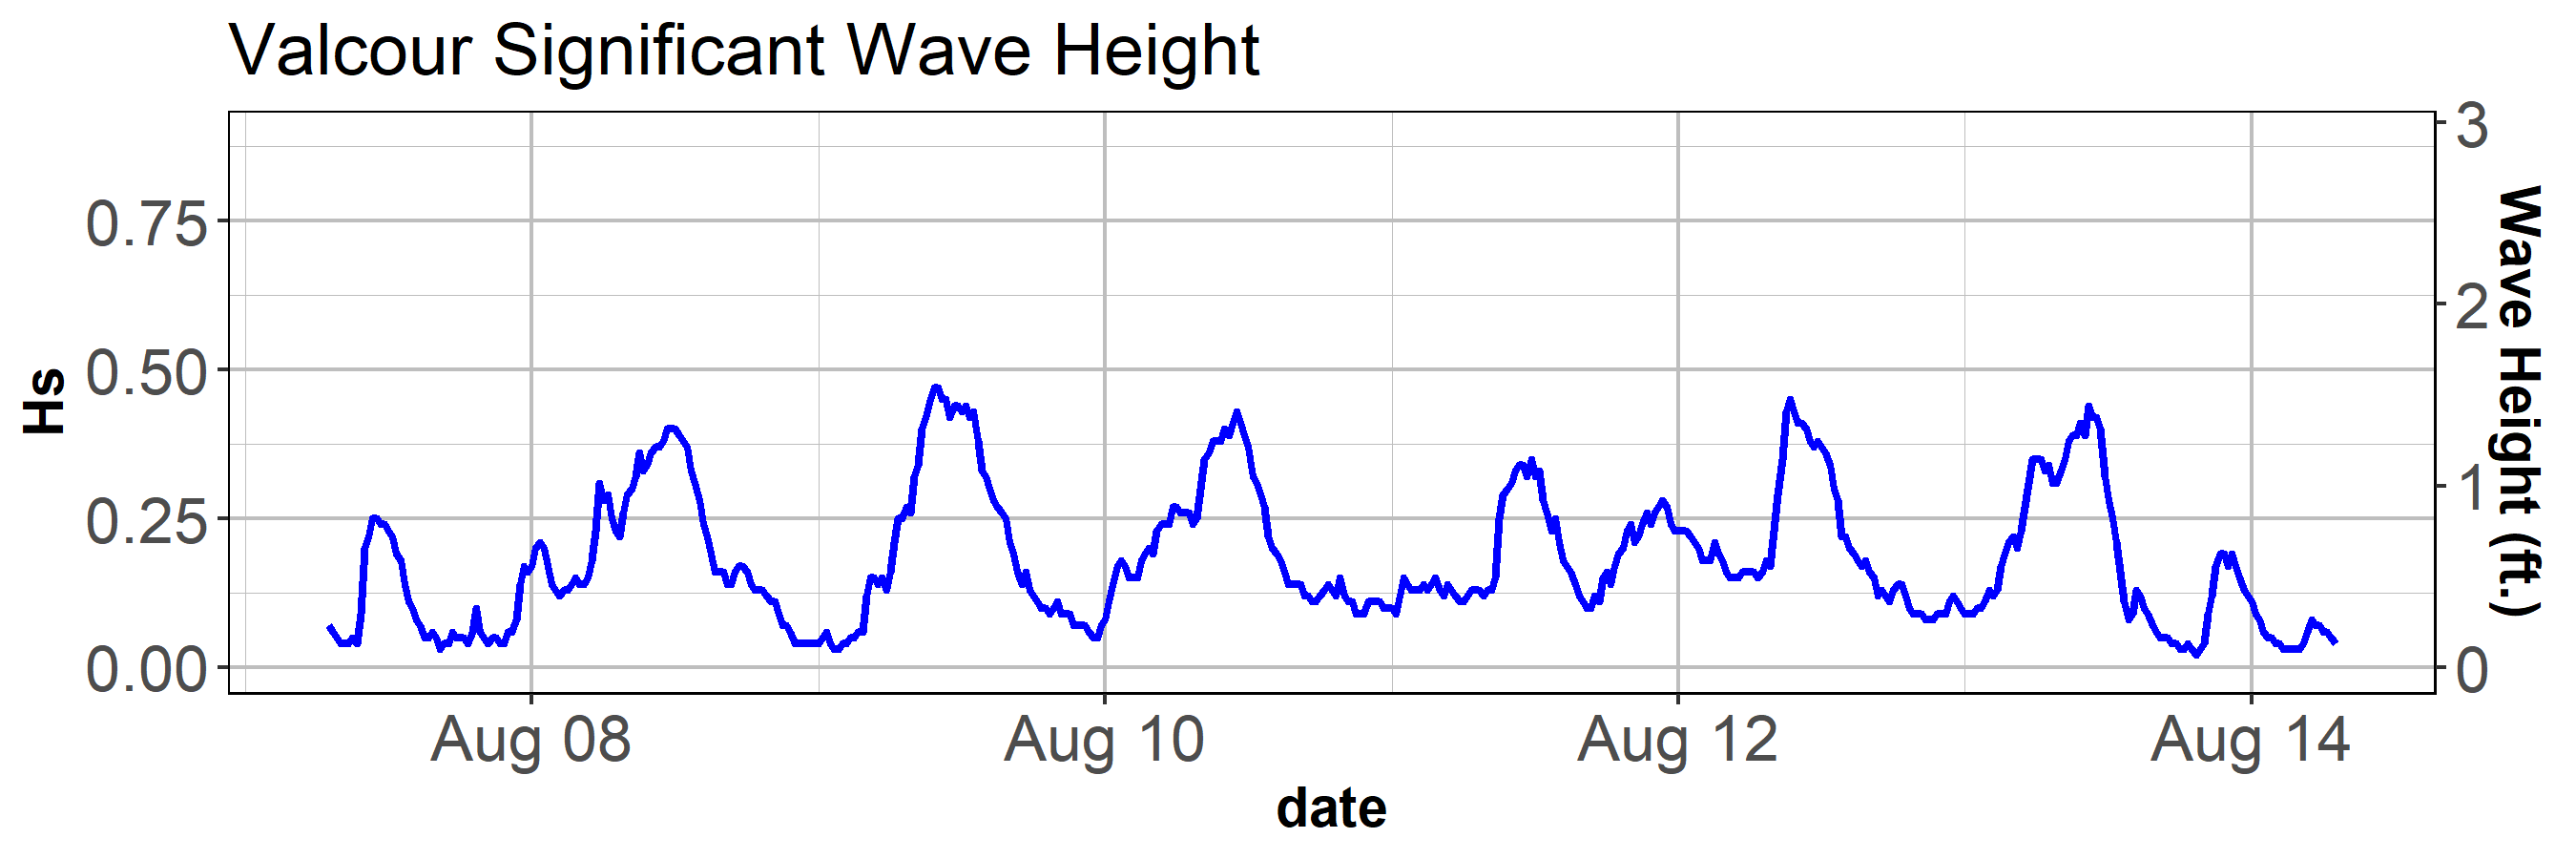 Valcour Significant Wave Height
Hs
0.75
0.50
0.25
0.00
3
2
1
0
Wave Height (ft.)
Aug 08
Aug 10
Aug 12
Aug 14
date